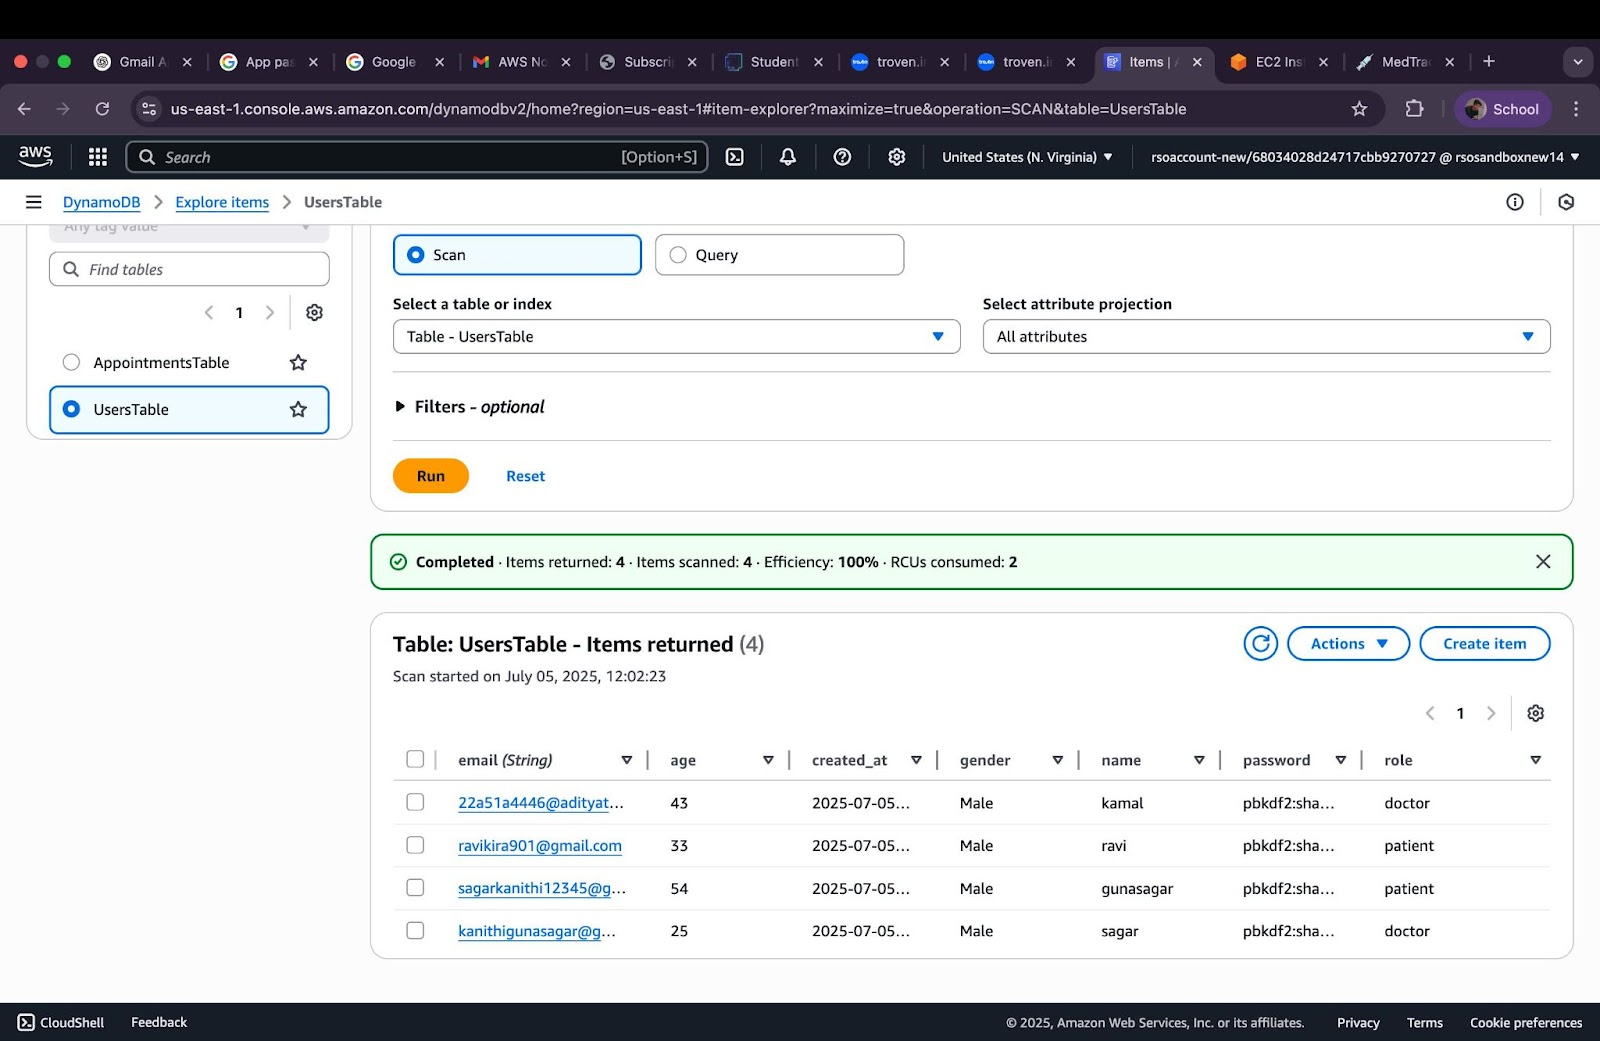 Gmail A
App pas
Google
AWS No
Subscrip
Student
troven.i
troven.i
Items | A
EC2 Inst
MedTrac
us-east-1.console.aws.amazon.com/dynamodbv2/home?region=us-east-1#item-explorer?maximize=true&operation=SCAN&table=UsersTable
School
aws
Search
[Option+S]
United States (N. Virginia)
rsoaccount-new/68034028d24717cbb9270727 @ rsosandboxnew14
DynamoDB
Explore items
UsersTable
Any tag value
Find tables
1
AppointmentsTable
UsersTable
Scan
Query
Select a table or index
Select attribute projection
Table - UsersTable
All attributes
Filters - optional
Run
Reset
Completed · Items returned: 4 · Items scanned: 4 · Efficiency: 100% · RCUs consumed: 2
Table: UsersTable - Items returned (4)
Actions
Create item
Scan started on July 05, 2025, 12:02:23
1
email (String) age created_at gender name password role
22a51a4446@adityat... 43 2025-07-05... Male kamal pbkdf2:sha... doctor
ravikira901@gmail.com 33 2025-07-05... Male ravi pbkdf2:sha... patient
sagarkanithi12345@g... 54 2025-07-05... Male gunasagar pbkdf2:sha... patient
kanithigunasagar@g... 25 2025-07-05... Male sagar pbkdf2:sha... doctor
CloudShell
Feedback
© 2025, Amazon Web Services, Inc. or its affiliates.
Privacy
Terms
Cookie preferences